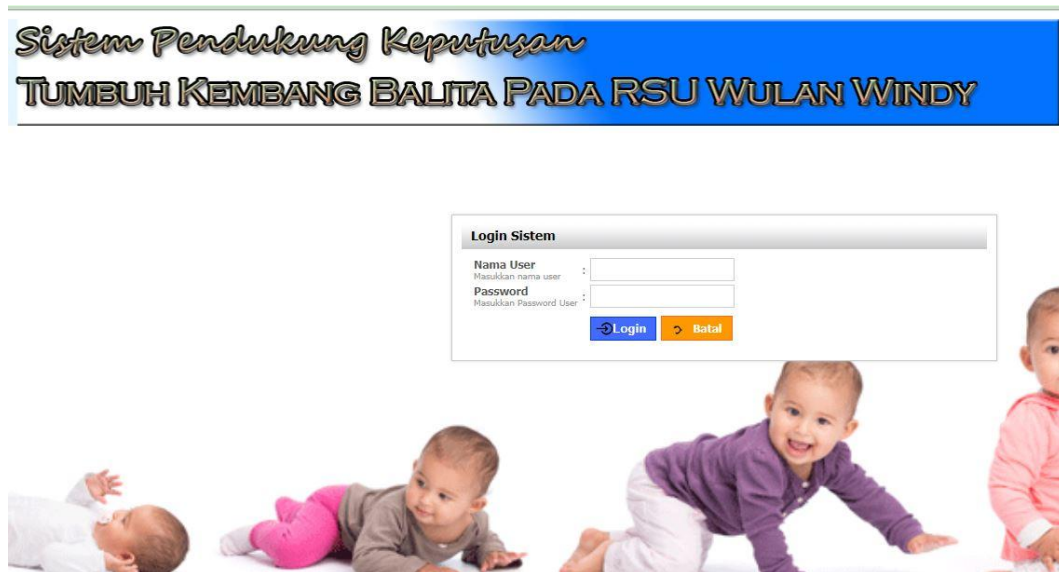 Sistem Pendukung Keputusan
TUMBUH KEMBANG BALITA PADA RSU WULAN WINDY
Login Sistem
Nama User :
Masukkan nama user
Password :
Masukkan Password User
Login Batal